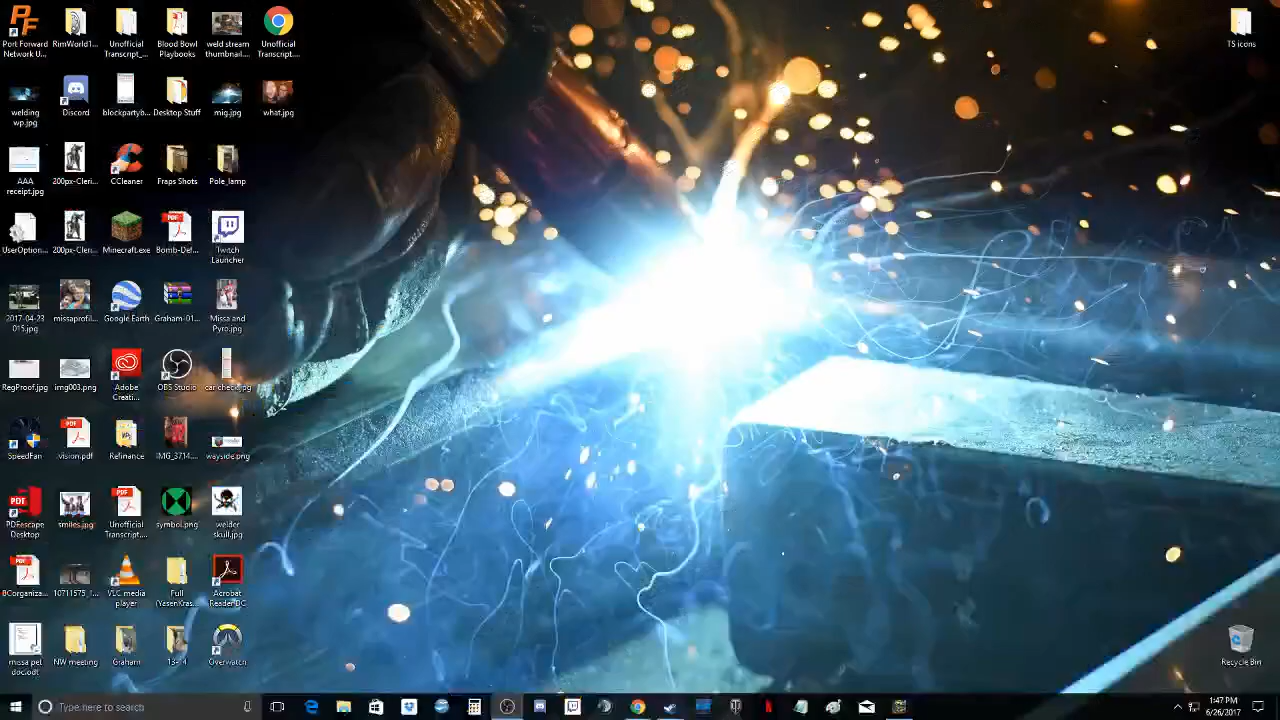 Port Forward
Network U...
RimWorld1...
Unofficial
Transcript_...
Blood Bowl
Playbooks
weld stream
thumbnail....
Unofficial
Transcript....
TS icons
welding
wp.jpg
Discord
blockpartyb...
Desktop Stuff
mig.jpg
what.jpg
AAA
receipt.jpg
200px-Cleri...
CCleaner
Fraps Shots
Pole_lamp
UserOption...
200px-Cleri...
Minecraft.exe
Bomb-Def...
Twitch
Launcher
2017-04-23
015.jpg
missaprofil...
Google Earth
Graham-01...
Missa and
Pyro.jpg
RegProof.jpg
img003.png
Adobe
Creati...
OBS Studio
car check.jpg
SpeedFan
vision.pdf
Refinance
IMG_3714....
wayside.png
PDFescape
Desktop
smiles.jpg
Unofficial
Transcript....
symbol.png
welder
skull.jpg
BCorganiza...
10711575_1...
VLC media
player
Full
(YasenKras...
Acrobat
Reader DC
missa pet
doc.odt
NW meeting
Graham
13-14
Overwatch
Recycle Bin
Type here to search
1:47 PM
6/26/2017